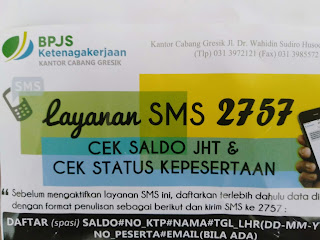 BPJS
Ketenagakerjaan
KANTOR CABANG GRESIK
Kantor Cabang Gresik Jl. Dr. Wahidin Sudiro
(Tlp) 031 3972121 (Fax) 031 3985572
SMS
Layanan SMS 2757
CEK SALDO JHT &
CEK STATUS KEPESERTAAN
“ Sebelum mengaktifkan layanan SMS ini, daftarkan terlebih dahulu data di
dengan format penulisan sebagai berikut dan kirim SMS ke 2757 :
DAFTAR (spasi) SALDO#NO_KTP#NAMA#TGL_LHR(DD-MM-Y
NO_PESERTA#EMAIL(BILA ADA)